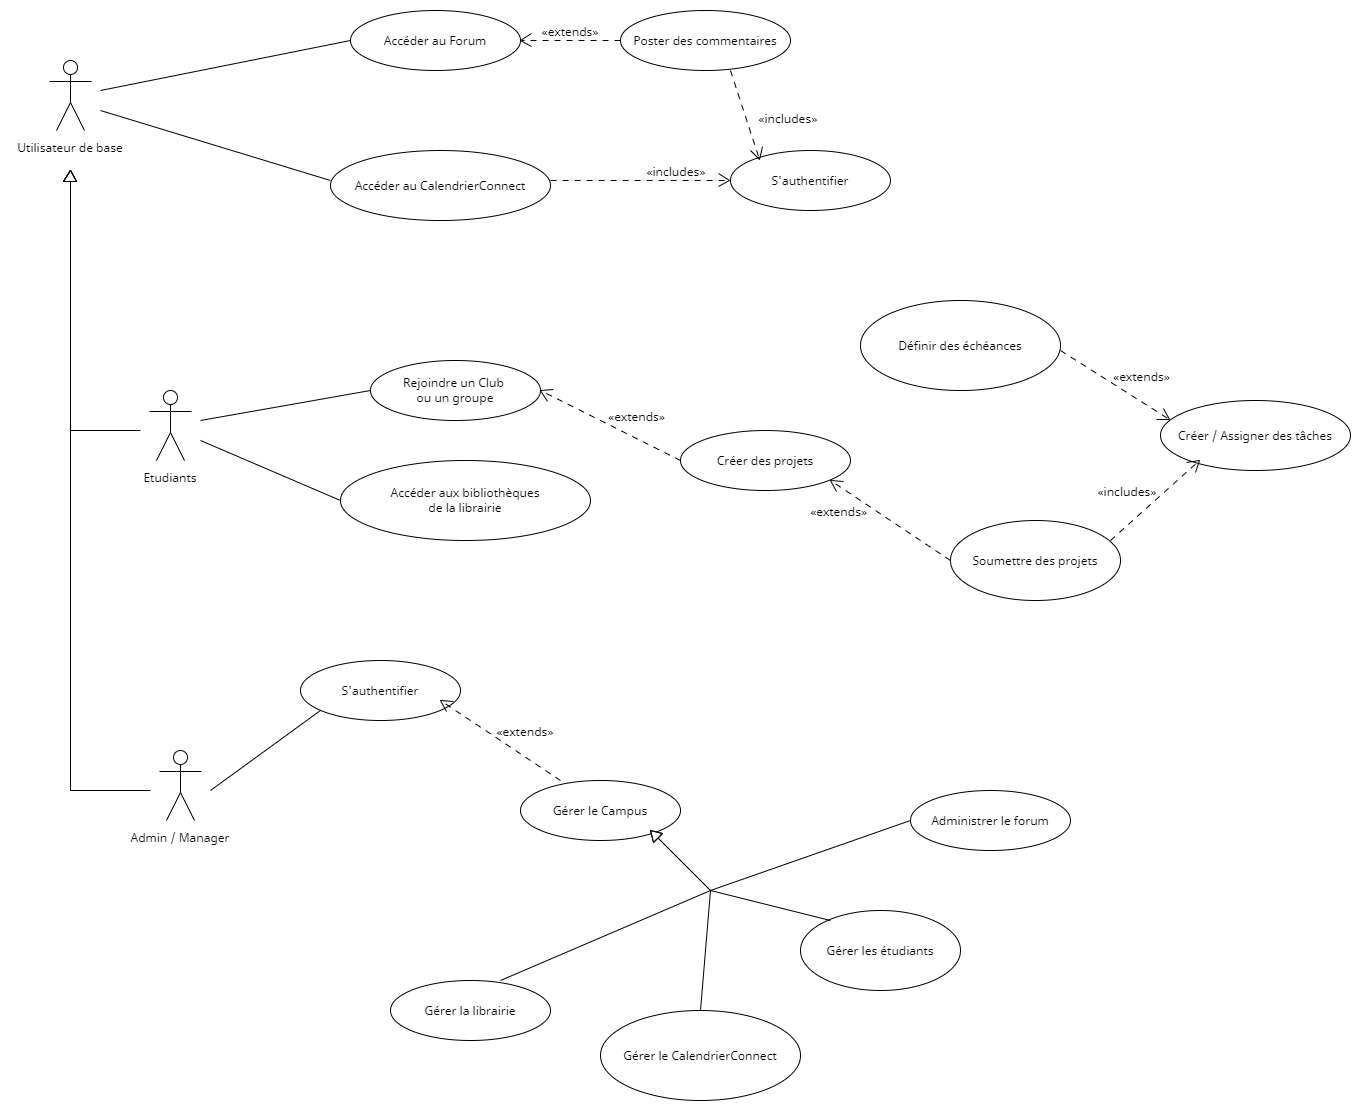 Accéder au Forum
«extends»
Poster des commentaires
Utilisateur de base
«includes»
Accéder au CalendrierConnect
«includes»
S'authentifier
Définir des échéances
«extends»
Créer / Assigner des tâches
Rejoindre un Club
ou un groupe
«extends»
Créer des projets
Etudiants
Accéder aux bibliothèques
de la librairie
«extends»
«includes»
Soumettre des projets
S'authentifier
«extends»
Admin / Manager
Gérer le Campus
Administrer le forum
Gérer les étudiants
Gérer la librairie
Gérer le CalendrierConnect